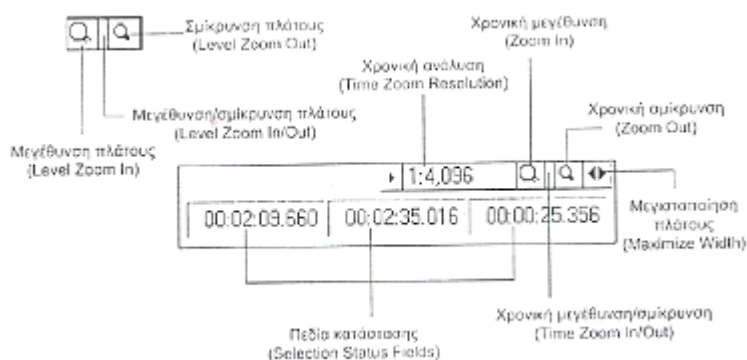 Σμίκρυνση πλάτους
(Level Zoom Out)
Χρονική μεγέθυνση
(Zoom In)
Χρονική ανάλυση
(Time Zoom Resolution)
Μεγέθυνση/σμίκρυνση πλάτους
(Level Zoom In/Out)
Χρονική σμίκρυνση
(Zoom Out)
Μεγέθυνση πλάτους
(Level Zoom In)
1:4,096
00:02:09.660 00:02:35.016 00:00:25.356
Μεγιστοποίηση
πλάτους
(Maximize Width)
Χρονική μεγέθυνση/σμίκρυνση
(Time Zoom In/Out)
Πεδία κατάστασης
(Selection Status Fields)